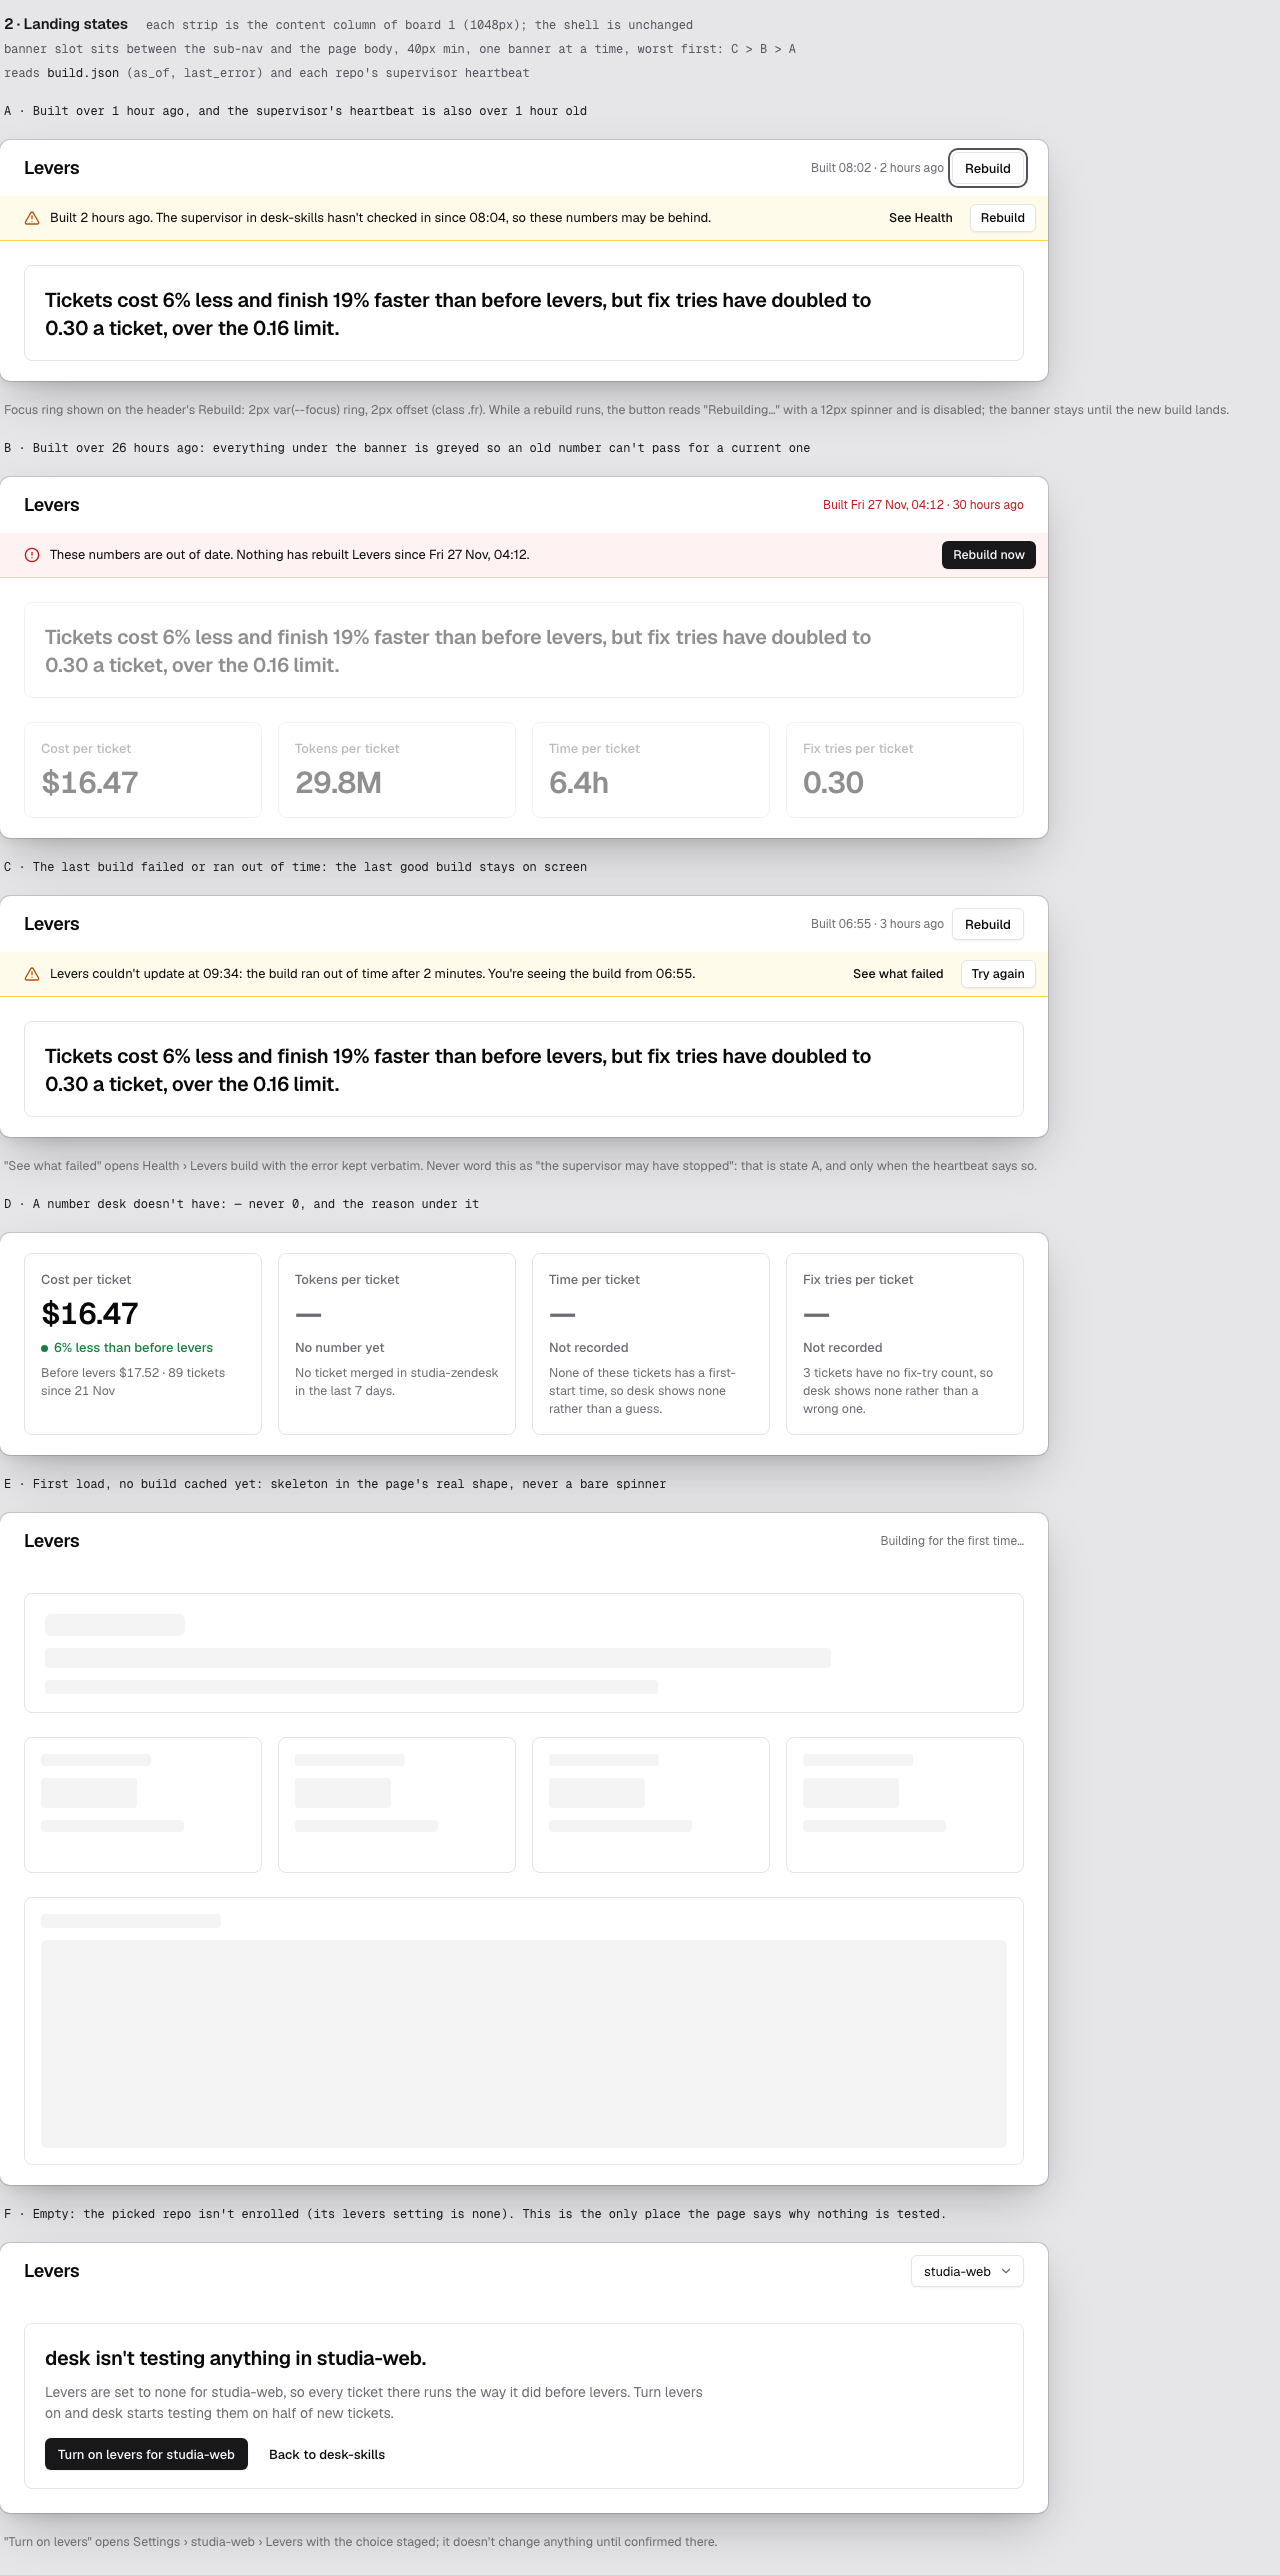 2 · Landing states each strip is the content column of board 1 (1048px); the shell is unchanged
banner slot sits between the sub-nav and the page body, 40px min, one banner at a time, worst first: C > B > A
reads build.json (as_of, last_error) and each repo's supervisor heartbeat
A · Built over 1 hour ago, and the supervisor's heartbeat is also over 1 hour old
Levers
Built 08:02 · 2 hours ago
Rebuild
Built 2 hours ago. The supervisor in desk-skills hasn't checked in since 08:04, so these numbers may be behind.
See Health
Rebuild
Tickets cost 6% less and finish 19% faster than before levers, but fix tries have doubled to
0.30 a ticket, over the 0.16 limit.
Focus ring shown on the header's Rebuild: 2px var(--focus) ring, 2px offset (class .fr). While a rebuild runs, the button reads "Rebuilding…" with a 12px spinner and is disabled; the banner stays until the new build lands.
B · Built over 26 hours ago: everything under the banner is greyed so an old number can't pass for a current one
Levers
Built Fri 27 Nov, 04:12 · 30 hours ago
These numbers are out of date. Nothing has rebuilt Levers since Fri 27 Nov, 04:12.
Rebuild now
Tickets cost 6% less and finish 19% faster than before levers, but fix tries have doubled to
0.30 a ticket, over the 0.16 limit.
Cost per ticket
$16.47
Tokens per ticket
29.8M
Time per ticket
6.4h
Fix tries per ticket
0.30
C · The last build failed or ran out of time: the last good build stays on screen
Levers
Built 06:55 · 3 hours ago
Rebuild
Levers couldn't update at 09:34: the build ran out of time after 2 minutes. You're seeing the build from 06:55.
See what failed
Try again
Tickets cost 6% less and finish 19% faster than before levers, but fix tries have doubled to
0.30 a ticket, over the 0.16 limit.
"See what failed" opens Health › Levers build with the error kept verbatim. Never word this as "the supervisor may have stopped": that is state A, and only when the heartbeat says so.
D · A number desk doesn't have: — never 0, and the reason under it
Cost per ticket
$16.47
6% less than before levers
Before levers $17.52 · 89 tickets
since 21 Nov
Tokens per ticket
—
No number yet
No ticket merged in studia-zendesk
in the last 7 days.
Time per ticket
—
Not recorded
None of these tickets has a first-
start time, so desk shows none
rather than a guess.
Fix tries per ticket
—
Not recorded
3 tickets have no fix-try count, so
desk shows none rather than a
wrong one.
E · First load, no build cached yet: skeleton in the page's real shape, never a bare spinner
Levers
Building for the first time…
F · Empty: the picked repo isn't enrolled (its levers setting is none). This is the only place the page says why nothing is tested.
Levers
studia-web
desk isn't testing anything in studia-web.
Levers are set to none for studia-web, so every ticket there runs the way it did before levers. Turn levers
on and desk starts testing them on half of new tickets.
Turn on levers for studia-web
Back to desk-skills
"Turn on levers" opens Settings › studia-web › Levers with the choice staged; it doesn't change anything until confirmed there.